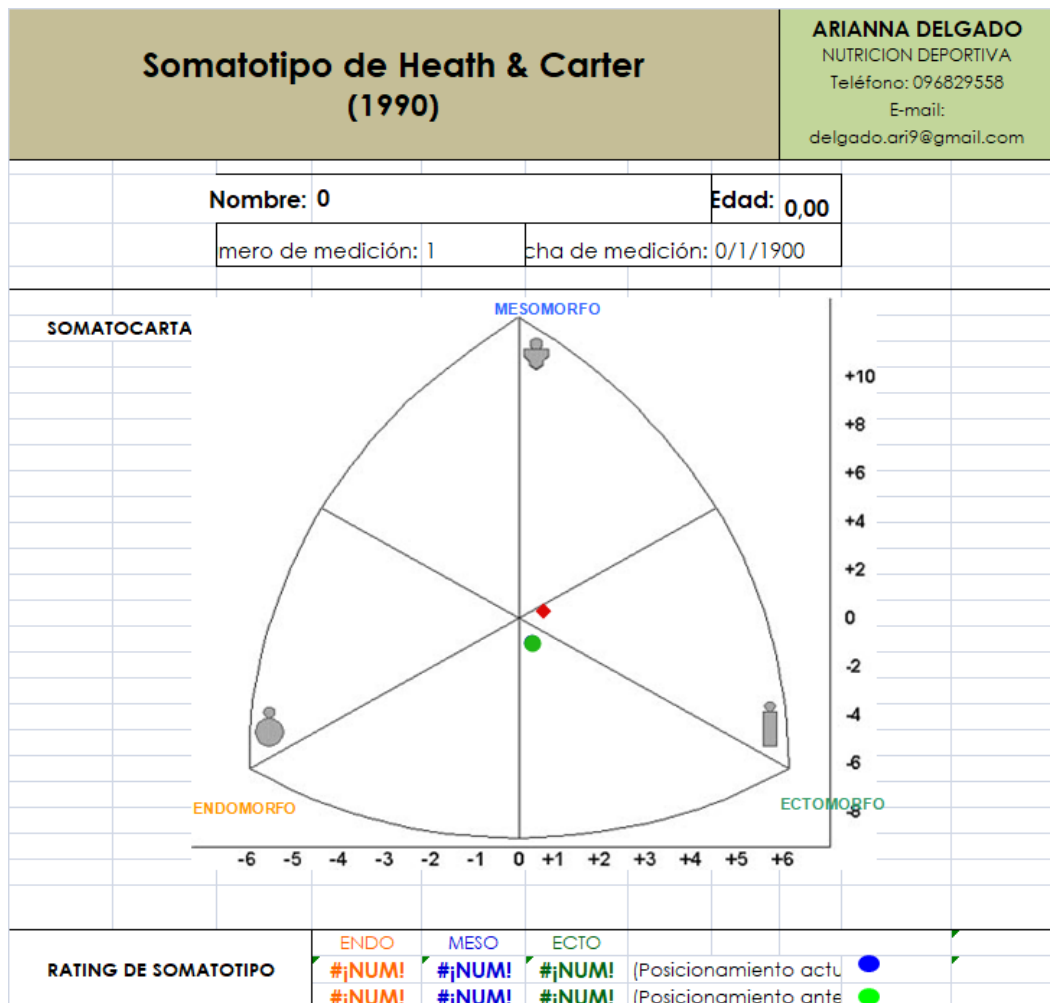 Somatotipo de Heath & Carter
(1990)
ARIANNA DELGADO
NUTRICION DEPORTIVA
Teléfono: 096829558
E-mail:
delgado.ari9@gmail.com
Nombre: 0
Edad: 0,00
mero de medición: 1
cha de medición: 0/1/1900
SOMATOCARTA
MESOMORFO
+10
+8
+6
+4
+2
0
-2
-4
-6
-8
ENDOMORFO
ECTOMORFO
-6 -5 -4 -3 -2 -1 0 +1 +2 +3 +4 +5 +6
ENDO MESO ECTO
RATING DE SOMATOTIPO
#¡NUM! #¡NUM! #¡NUM! (Posicionamiento actu
#¡NUM! #¡NUM! #¡NUM! (Posicionamiento ante